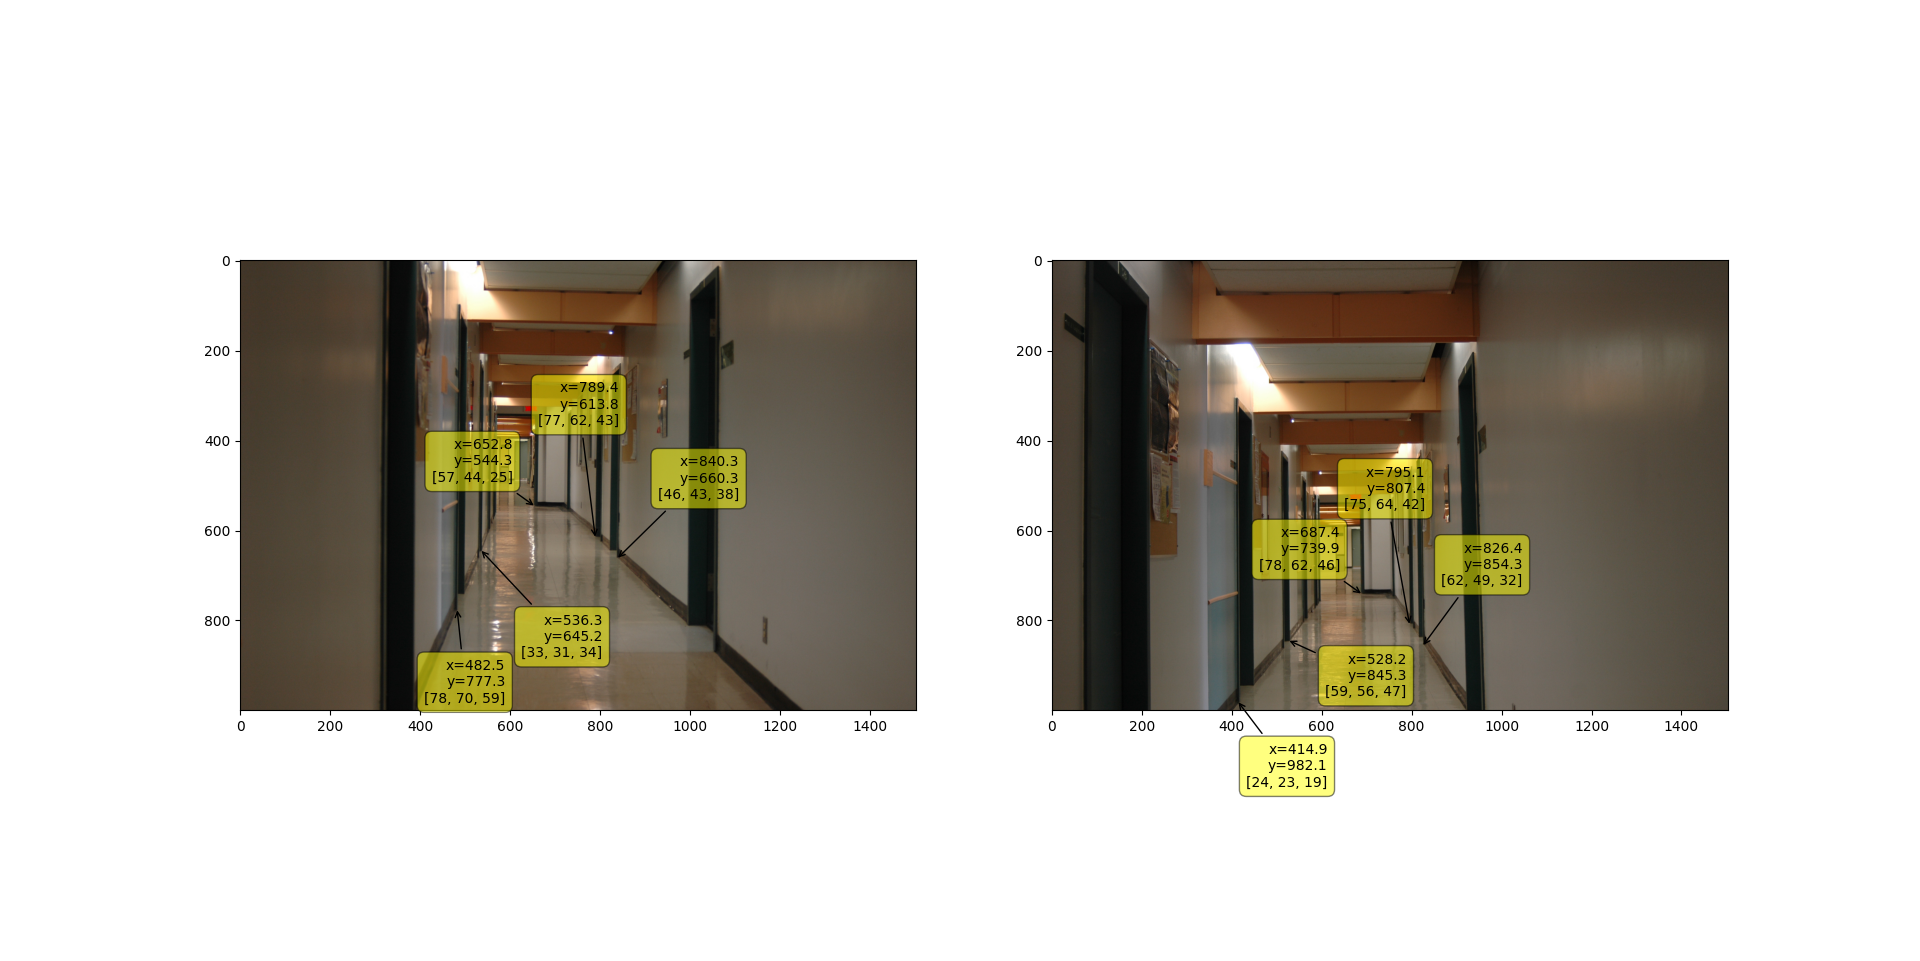 0
200
400
600
800
0
200
400
600
800
1000
1200
1400
x=789.4
y=613.8
[77, 62, 43]
x=652.8
y=544.3
[57, 44, 25]
x=840.3
y=660.3
[46, 43, 38]
x=536.3
y=645.2
[33, 31, 34]
x=482.5
y=777.3
[78, 70, 59]
0
200
400
600
800
0
200
400
600
800
1000
1200
1400
x=795.1
y=807.4
[75, 64, 42]
x=687.4
y=739.9
[78, 62, 46]
x=826.4
y=854.3
[62, 49, 32]
x=528.2
y=845.3
[59, 56, 47]
x=414.9
y=982.1
[24, 23, 19]